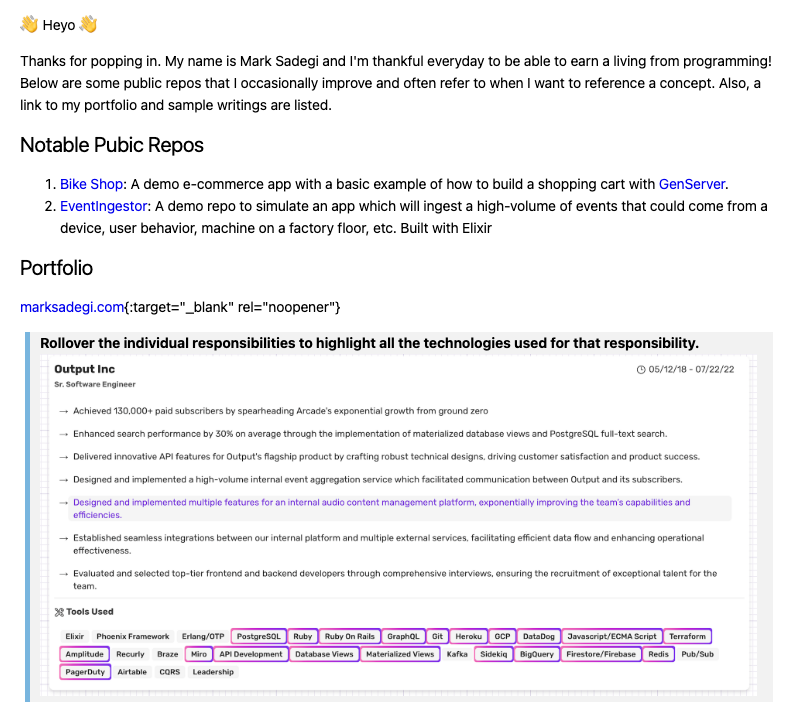 👋 Heyo 👋
Thanks for popping in. My name is Mark Sadegi and I'm thankful everyday to be able to earn a living from programming!
Below are some public repos that I occasionally improve and often refer to when I want to reference a concept. Also, a
link to my portfolio and sample writings are listed.
Notable Pubic Repos
1. Bike Shop: A demo e-commerce app with a basic example of how to build a shopping cart with GenServer.
2. EventIngestor: A demo repo to simulate an app which will ingest a high-volume of events that could come from a
device, user behavior, machine on a factory floor, etc. Built with Elixir
Portfolio
marksadegi.com{:target="_blank" rel="noopener"}
Rollover the individual responsibilities to highlight all the technologies used for that responsibility.
Output Inc 05/12/18 - 07/22/22
Sr. Software Engineer
→ Achieved 130,000+ paid subscribers by spearheading Arcade's exponential growth from ground zero
→ Enhanced search performance by 30% on average through the implementation of materialized database views and PostgreSQL full-text search.
→ Delivered innovative API features for Output's flagship product by crafting robust technical designs, driving customer satisfaction and product success.
→ Designed and implemented a high-volume internal event aggregation service which facilitated communication between Output and its subscribers.
→ Designed and implemented multiple features for an internal audio content management platform, exponentially improving the team's capabilities and
efficiencies.
→ Established seamless integrations between our internal platform and multiple external services, facilitating efficient data flow and enhancing operational
effectiveness.
→ Evaluated and selected top-tier frontend and backend developers through comprehensive interviews, ensuring the recruitment of exceptional talent for the
team.
Tools Used
Elixir Phoenix Framework Erlang/OTP PostgreSQL Ruby Ruby On Rails GraphQL Git Heroku GCP DataDog Javascript/ECMA Script Terraform
Amplitude Recurly Braze Miro API Development Database Views Materialized Views Kafka Sidekiq BigQuery Firestore/Firebase Redis Pub/Sub
PagerDuty Airtable CQRS Leadership